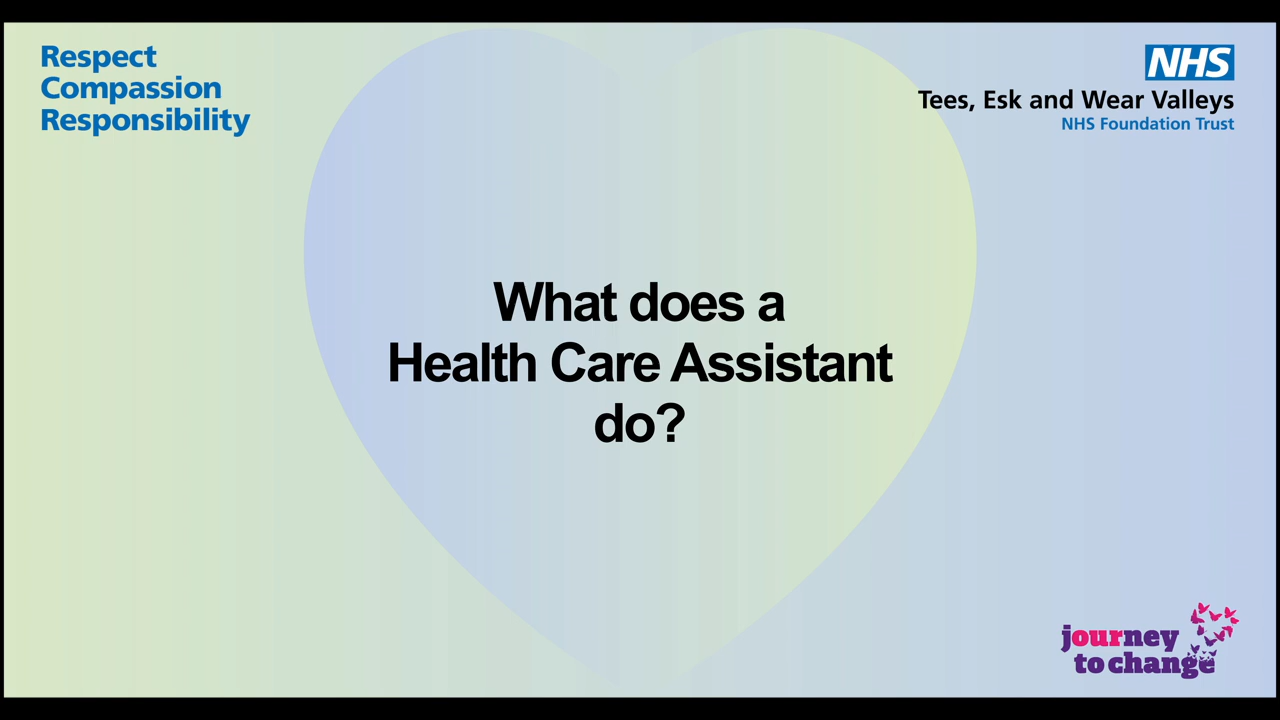 Respect
Compassion
Responsibility
NHS
Tees, Esk and Wear Valleys
NHS Foundation Trust
What does a
Health Care Assistant
do?
journey
to change